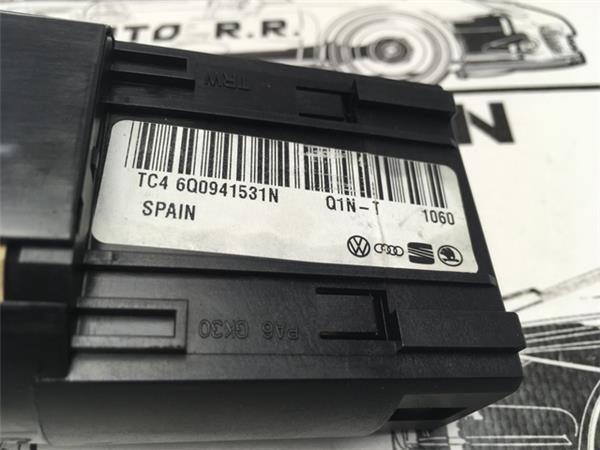 TO R.R.
TRW
N
TC4 6Q0941531N Q1N-T 1060
SPAIN
PA6 GK30